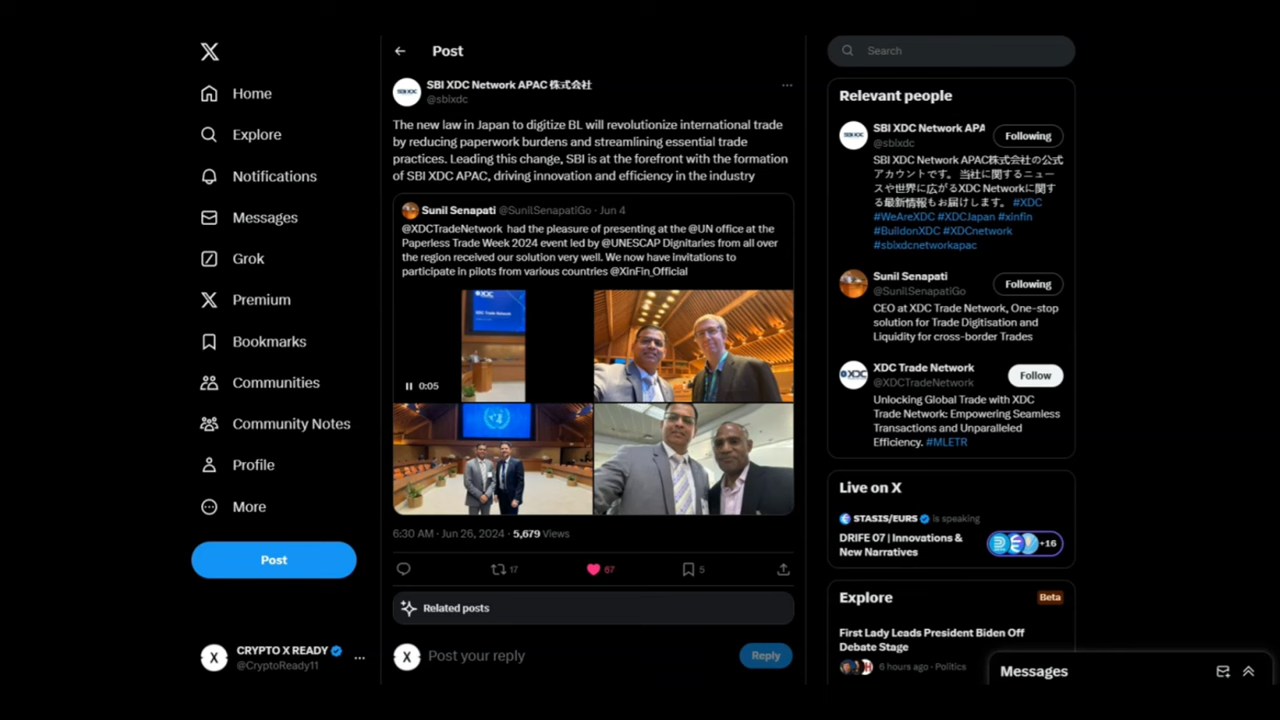 Home
Explore
Notifications
Messages
Grok
Premium
Bookmarks
Communities
Community Notes
Profile
More
Post
CRYPTO X READY
@CryptoReady11
Post
SBI XDC Network APAC 株式会社
@sbixdc
The new law in Japan to digitize BL will revolutionize international trade
by reducing paperwork burdens and streamlining essential trade
practices. Leading this change, SBI is at the forefront with the formation
of SBI XDC APAC, driving innovation and efficiency in the industry
Sunil Senapati @SunilSenapatiGo · Jun 4
@XDCTradeNetwork had the pleasure of presenting at the @UN office at the
Paperless Trade Week 2024 event led by @UNESCAP Dignitaries from all over
the region received our solution very well. We now have invitations to
participate in pilots from various countries @XinFin_Official
XDC
XDC Trade Network
0:05
6:30 AM · Jun 26, 2024 · 5,679 Views
17
67
5
Related posts
Post your reply
Reply
Search
Relevant people
SBI XDC Network APA
@sbixdc
Following
SBI XDC Network APAC株式会社の公式
アカウントです。 当社に関するニュー
スや世界に広がるXDC Networkに関す
る最新情報もお届けします。 #XDC
#WeAreXDC #XDCJapan #xinfin
#BuildonXDC #XDCnetwork
#sbixdcnetworkapac
Sunil Senapati
@SunilSenapatiGo
Following
CEO at XDC Trade Network, One-stop
solution for Trade Digitisation and
Liquidity for cross-border Trades
XDC Trade Network
@XDCTradeNetwork
Follow
Unlocking Global Trade with XDC
Trade Network: Empowering Seamless
Transactions and Unparalleled
Efficiency. #MLETR
Live on X
STASIS/EURS is speaking
DRIFE 07 | Innovations &
New Narratives
+16
Explore
Beta
First Lady Leads President Biden Off
Debate Stage
6 hours ago · Politics
Messages